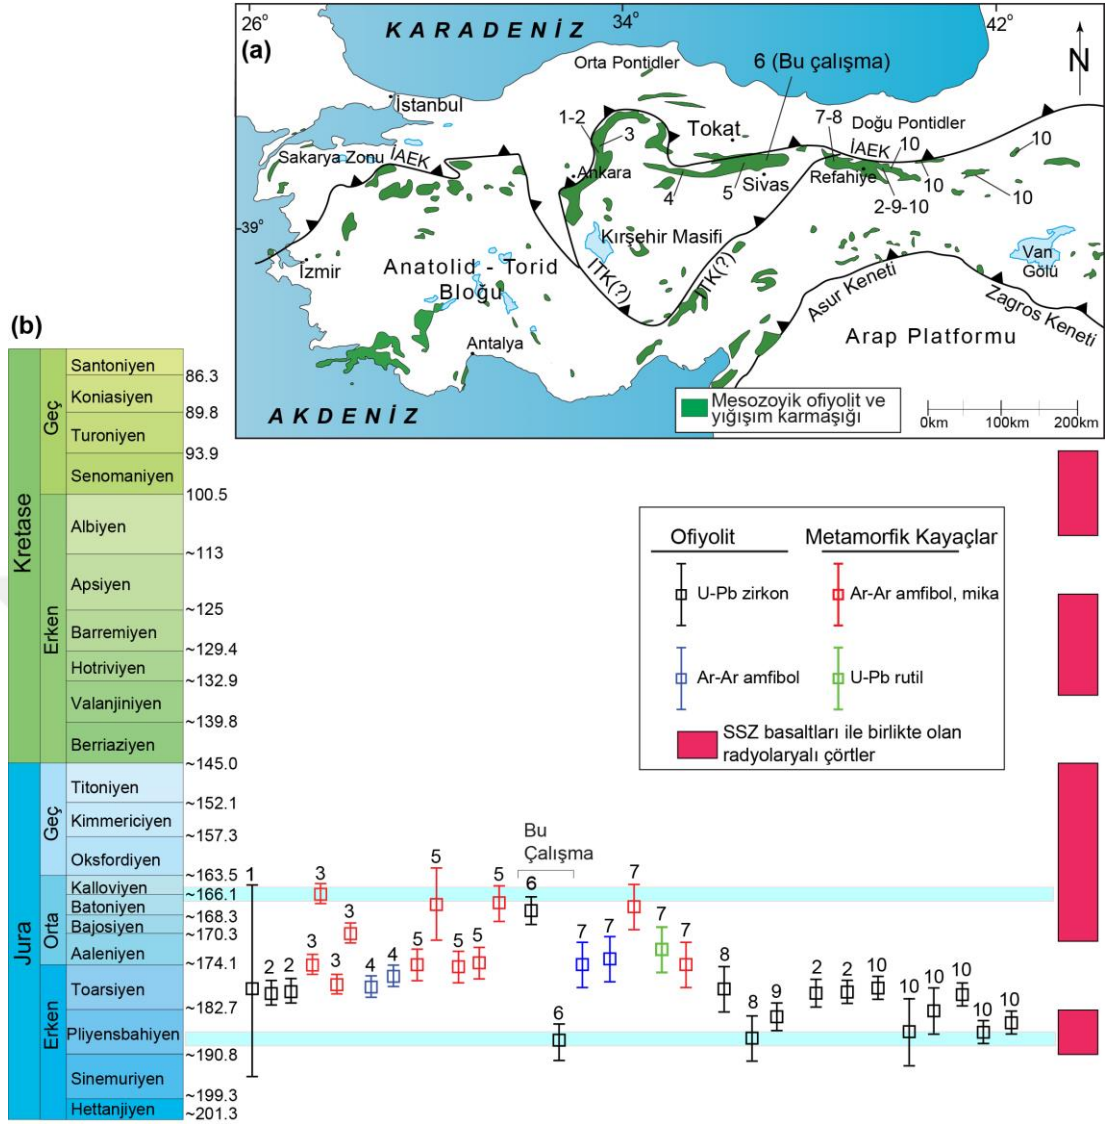 26°
34°
42°
(a)
KARADENİZ
N
Orta Pontidler
6 (Bu çalışma)
İstanbul
1-2
3
Tokat
7-8
Doğu Pontidler
10
İAEK
10
Sakarya Zonu
İAEK
Ankara
4
5
Sivas
Refahiye
10
10
2-9-10
39°
Kırşehir Masifi
İzmir
Anatolid - Torid
Bloğu
İTK(?)
İTK(?)
Van
Gölü
Asur Keneti
Zagros Keneti
Arap Platformu
Antalya
AKDENİZ
Mesozoyik ofiyolit ve
yığışım karmaşığı
0km
100km
200km
(b)
Kretase
Geç
Santoniyen
86.3
Koniasiyen
89.8
Turoniyen
93.9
Senomaniyen
100.5
Erken
Albiyen
~113
Apsiyen
~125
Barremiyen
~129.4
Hotriviyen
~132.9
Valanjiniyen
~139.8
Berriaziyen
~145.0
Jura
Geç
Titoniyen
~152.1
Kimmericiyen
~157.3
Oksfordiyen
~163.5
Orta
Kalloviyen
~166.1
Batoniyen
~168.3
Bajosiyen
~170.3
Aaleniyen
~174.1
Erken
Toarsiyen
~182.7
Pliyensbahiyen
~190.8
Sinemuriyen
~199.3
Hettanjiyen
~201.3
Ofiyolit
Metamorfik Kayaçlar
U-Pb zirkon
Ar-Ar amfibol, mika
Ar-Ar amfibol
U-Pb rutil
SSZ basaltları ile birlikte olan
radyolaryalı çörtler
Bu
Çalışma
1
2
2
3
3
3
3
4
4
5
5
5
5
5
6
6
7
7
7
7
7
8
8
9
2
2
10
10
10
10
10
10